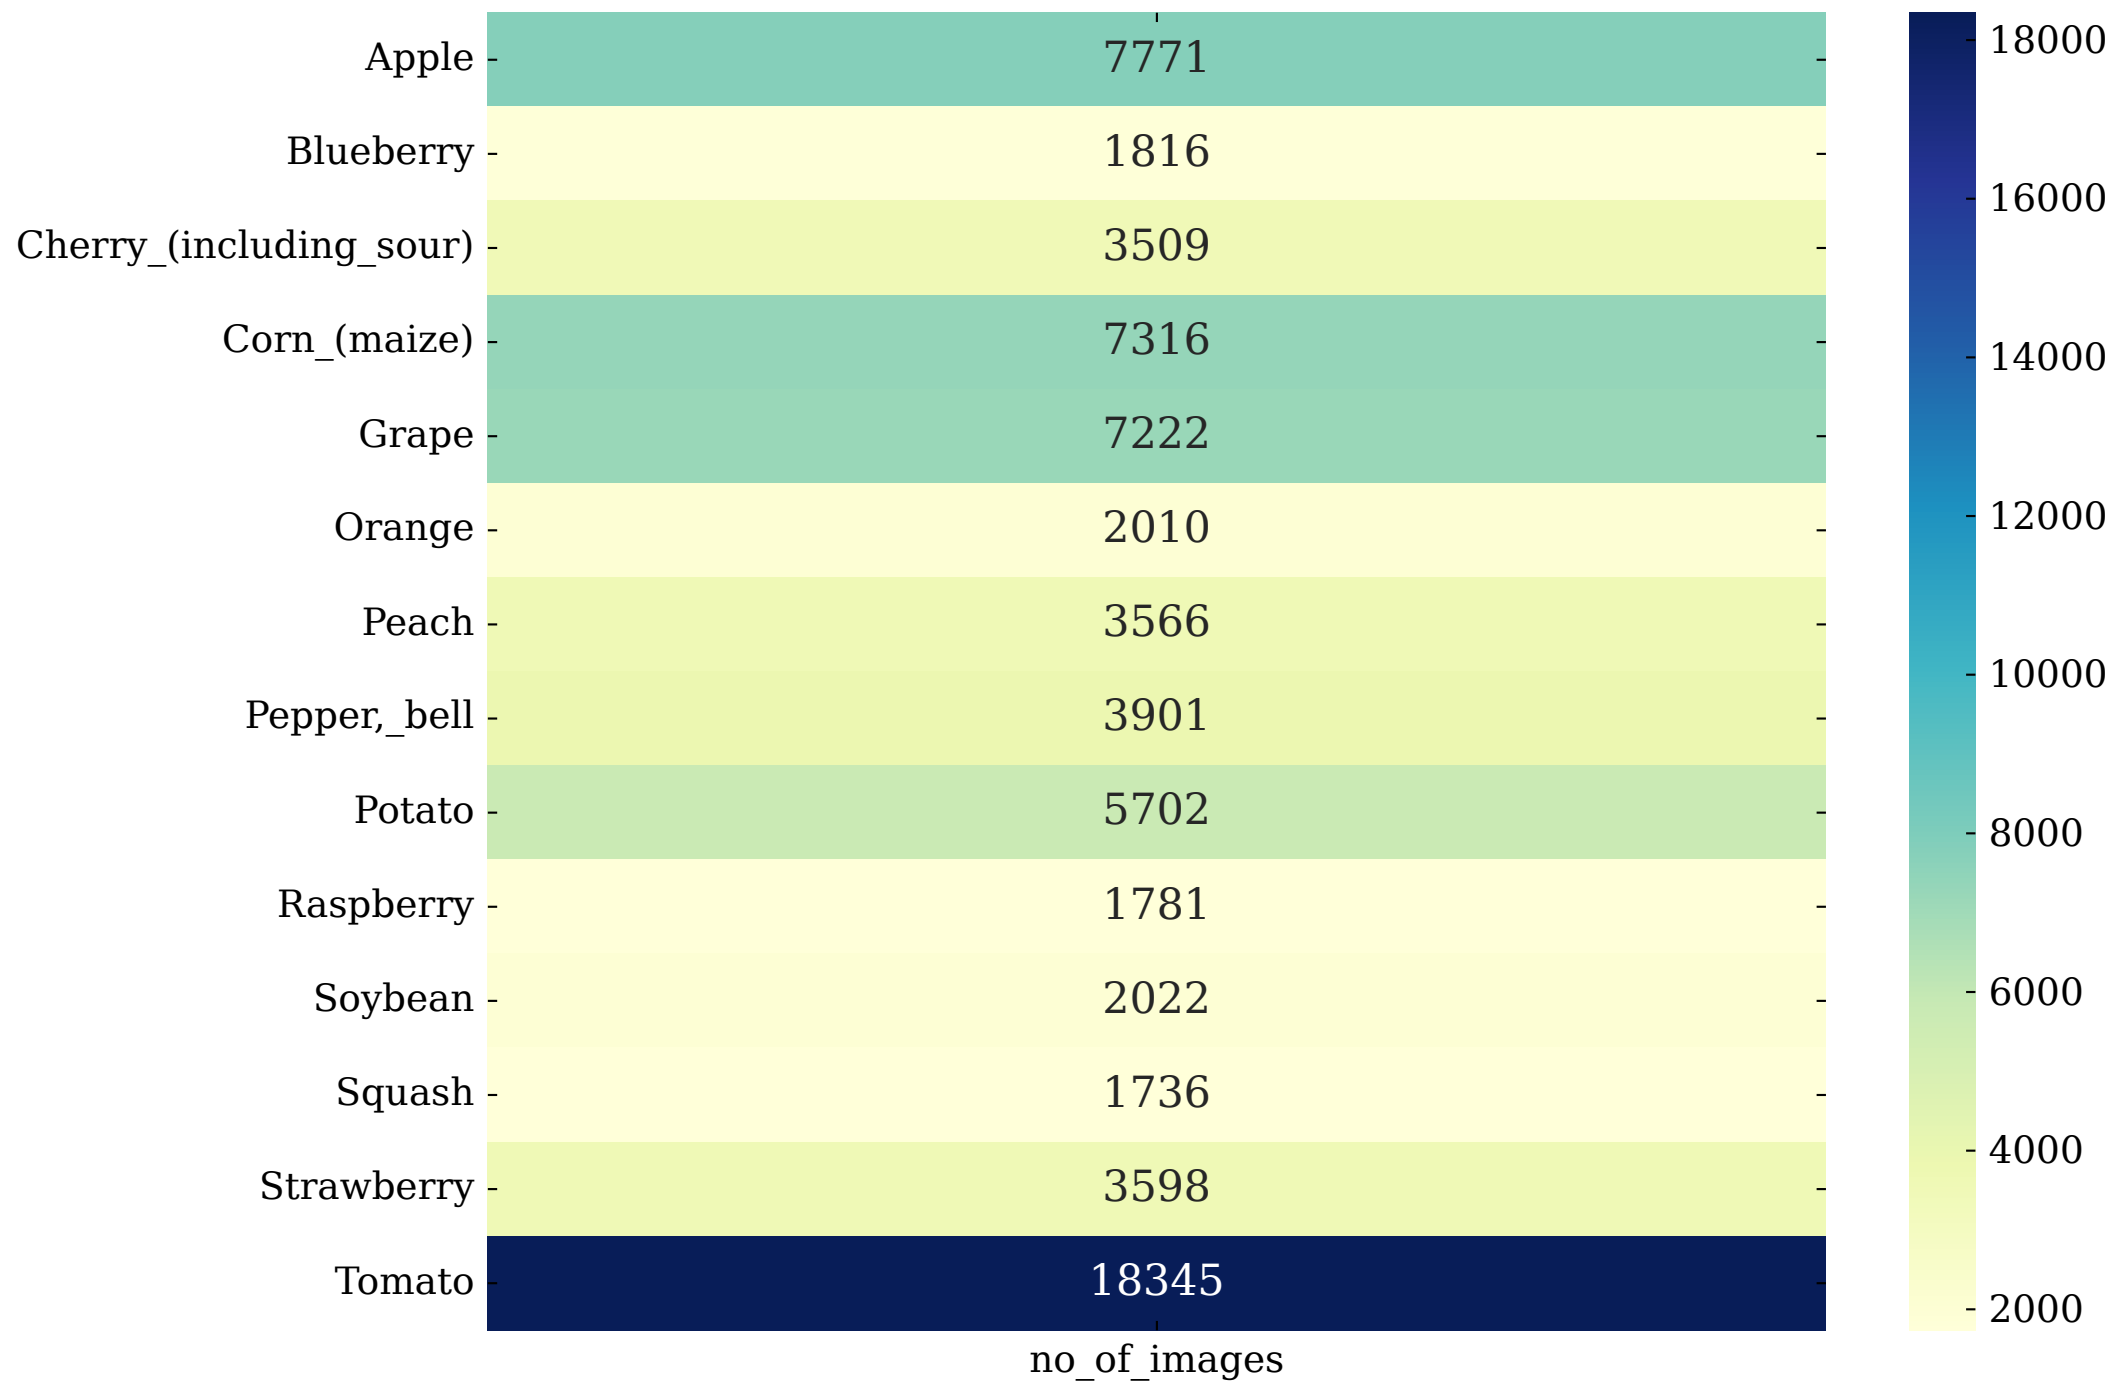 Apple 7771
Blueberry 1816
Cherry_(including_sour) 3509
Corn_(maize) 7316
Grape 7222
Orange 2010
Peach 3566
Pepper,_bell 3901
Potato 5702
Raspberry 1781
Soybean 2022
Squash 1736
Strawberry 3598
Tomato 18345
no_of_images
18000
16000
14000
12000
10000
8000
6000
4000
2000